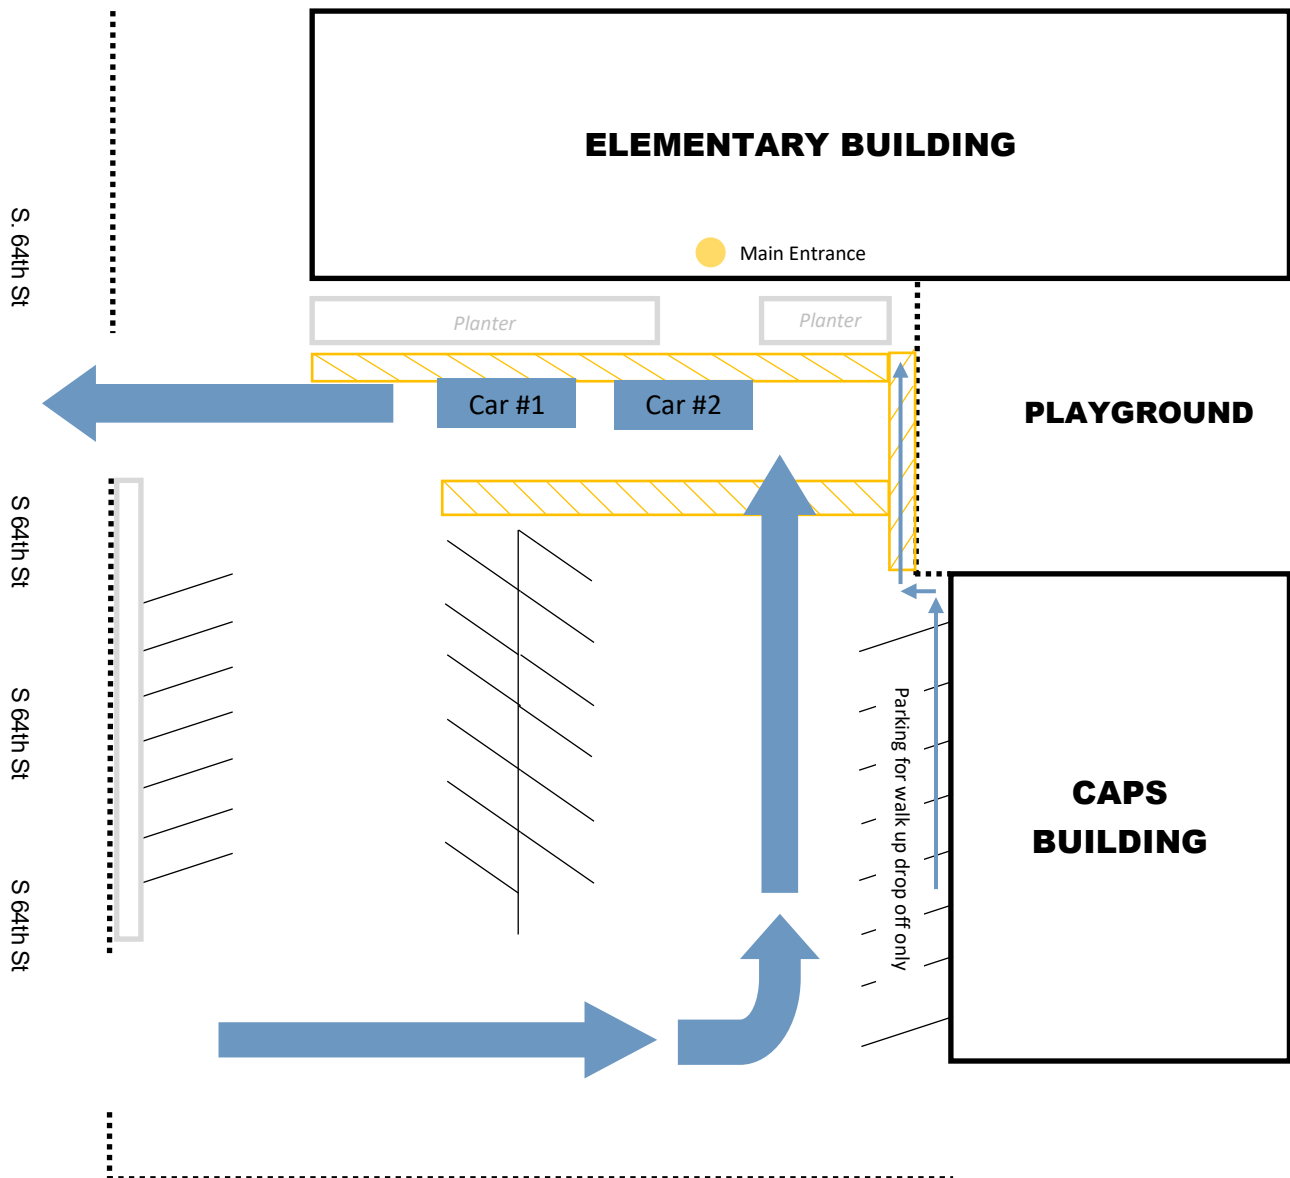 ELEMENTARY BUILDING
Main Entrance
S. 64th St
Planter
Planter
Car #1
Car #2
PLAYGROUND
S 64th St
S 64th St
Parking for walk up drop off only
CAPS
BUILDING
S 64th St